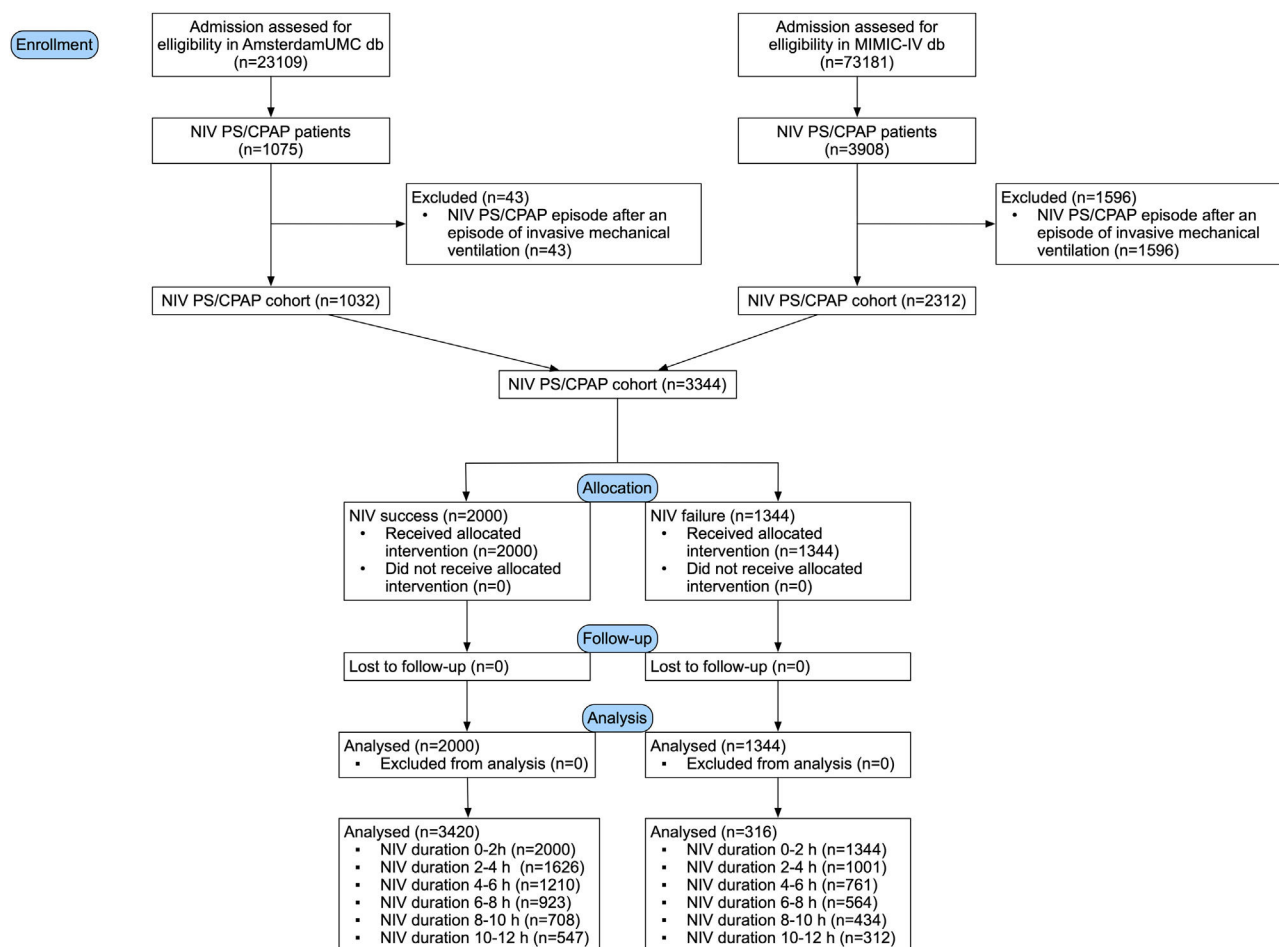 Enrollment
Admission assesed for
elligibility in AmsterdamUMC db
(n=23109)
Admission assesed for
elligibility in MIMIC-IV db
(n=73181)
NIV PS/CPAP patients
(n=1075)
NIV PS/CPAP patients
(n=3908)
Excluded (n=43)
• NIV PS/CPAP episode after an
episode of invasive mechanical
ventilation (n=43)
Excluded (n=1596)
• NIV PS/CPAP episode after an
episode of invasive mechanical
ventilation (n=1596)
NIV PS/CPAP cohort (n=1032)
NIV PS/CPAP cohort (n=2312)
NIV PS/CPAP cohort (n=3344)
Allocation
NIV success (n=2000)
• Received allocated
intervention (n=2000)
• Did not receive allocated
intervention (n=0)
NIV failure (n=1344)
• Received allocated
intervention (n=1344)
• Did not receive allocated
intervention (n=0)
Follow-up
Lost to follow-up (n=0)
Lost to follow-up (n=0)
Analysis
Analysed (n=2000)
▪ Excluded from analysis (n=0)
Analysed (n=1344)
▪ Excluded from analysis (n=0)
Analysed (n=3420)
▪ NIV duration 0-2h (n=2000)
▪ NIV duration 2-4 h (n=1626)
▪ NIV duration 4-6 h (n=1210)
▪ NIV duration 6-8 h (n=923)
▪ NIV duration 8-10 h (n=708)
▪ NIV duration 10-12 h (n=547)
Analysed (n=316)
▪ NIV duration 0-2 h (n=1344)
▪ NIV duration 2-4 h (n=1001)
▪ NIV duration 4-6 h (n=761)
▪ NIV duration 6-8 h (n=564)
▪ NIV duration 8-10 h (n=434)
▪ NIV duration 10-12 h (n=312)